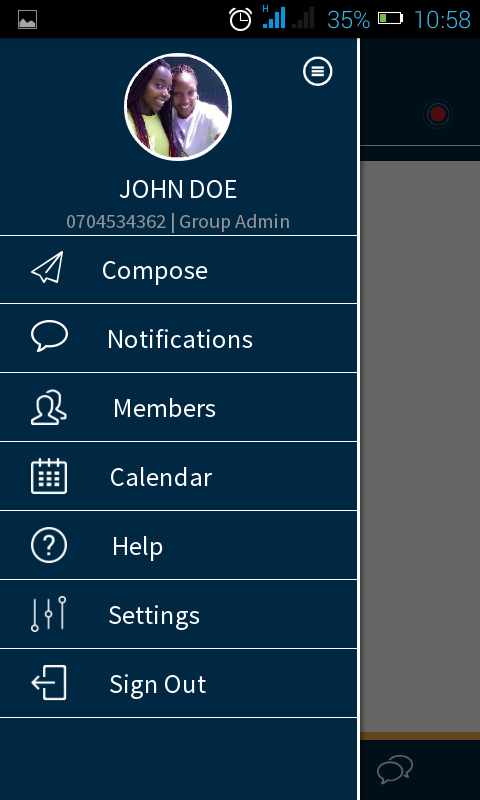 H
35% 10:58
JOHN DOE
0704534362 | Group Admin
Compose
Notifications
Members
Calendar
Help
Settings
Sign Out